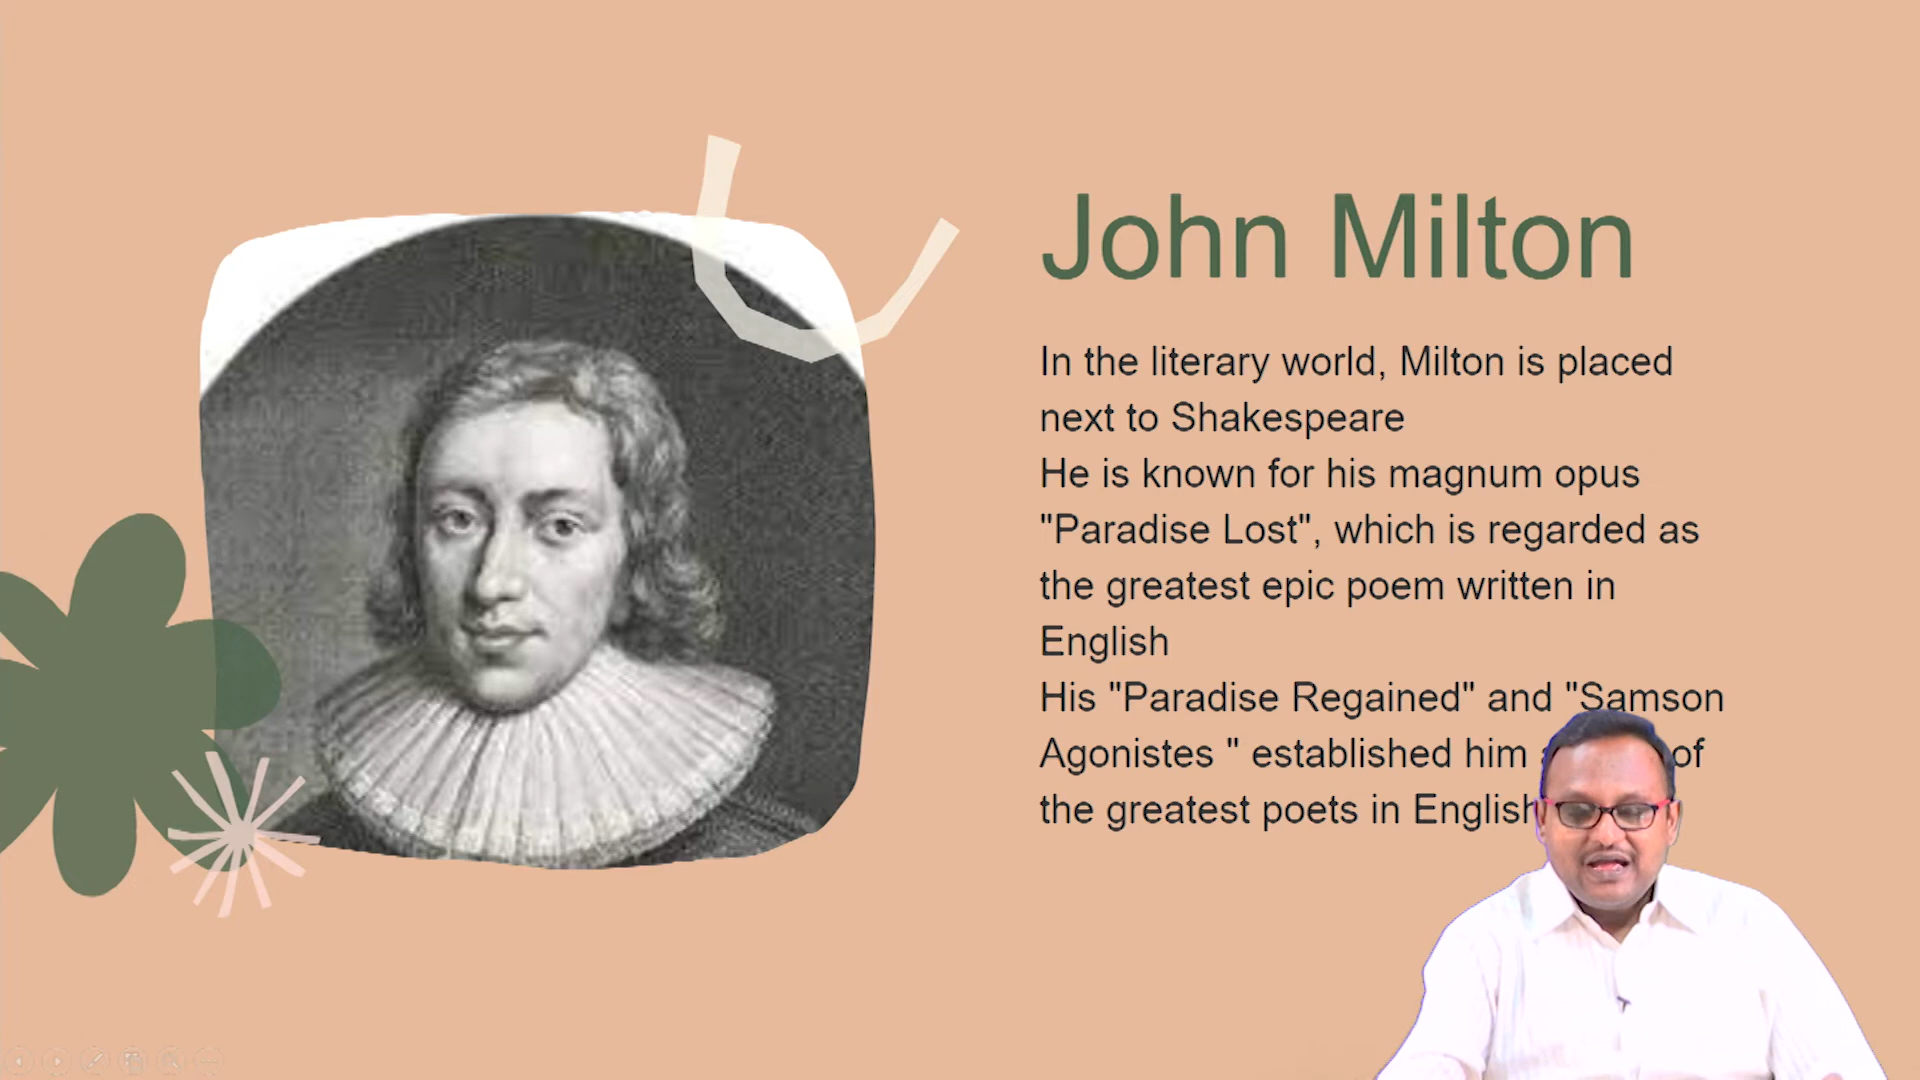 John Milton
In the literary world, Milton is placed
next to Shakespeare
He is known for his magnum opus
"Paradise Lost", which is regarded as
the greatest epic poem written in
English
His "Paradise Regained" and "Samson
Agonistes " established him of
the greatest poets in English